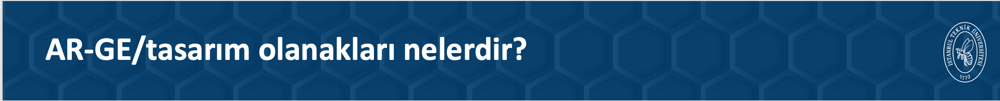 AR-GE/tasarım olanakları nelerdir?
İSTANBUL TEKNİK ÜNİVERSİTESİ
1773